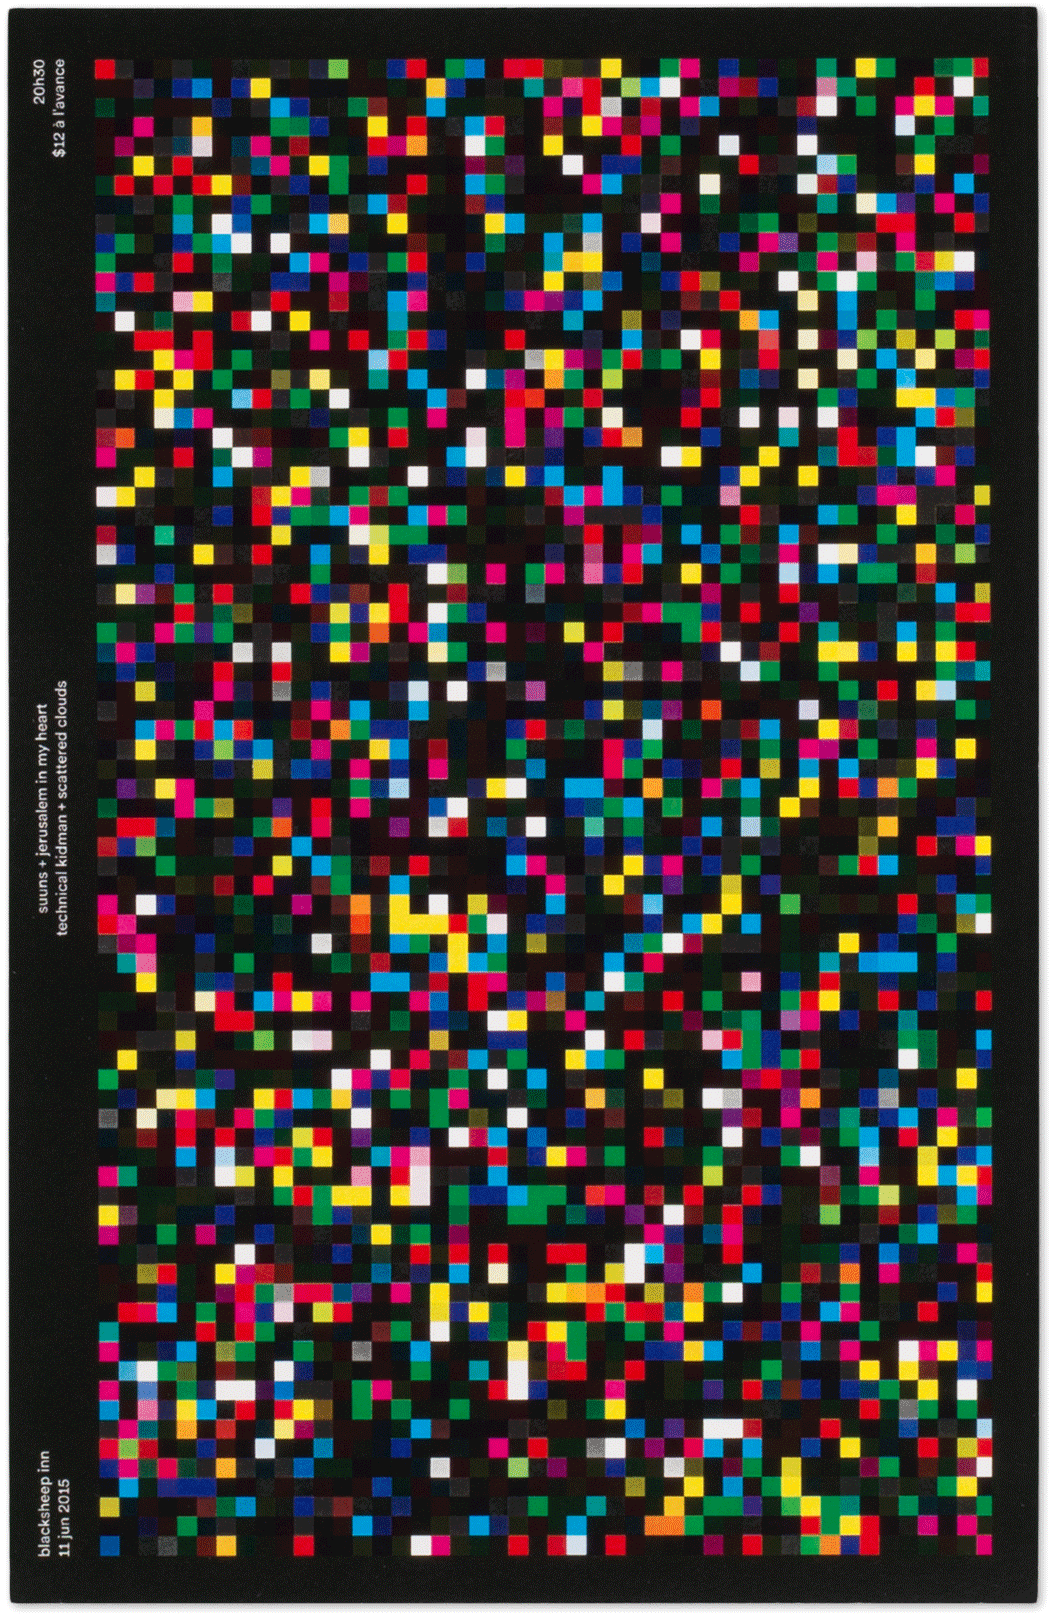 blacksheep inn
11 jun 2015
suuns + jerusalem in my heart
technical kidman + scattered clouds
20h30
$12 à l'avance